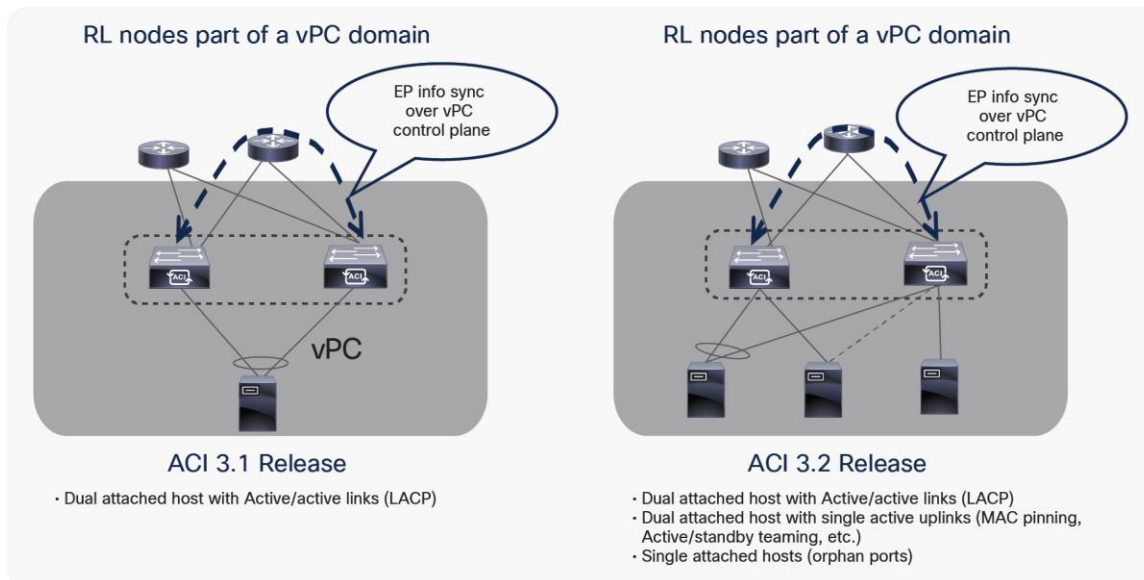 RL nodes part of a vPC domain
EP info sync
over vPC
control plane
ACI
ACI
vPC
ACI 3.1 Release
· Dual attached host with Active/active links (LACP)
RL nodes part of a vPC domain
EP info sync
over vPC
control plane
ACI
ACI
ACI 3.2 Release
· Dual attached host with Active/active links (LACP)
· Dual attached host with single active uplinks (MAC pinning,
Active/standby teaming, etc.)
· Single attached hosts (orphan ports)